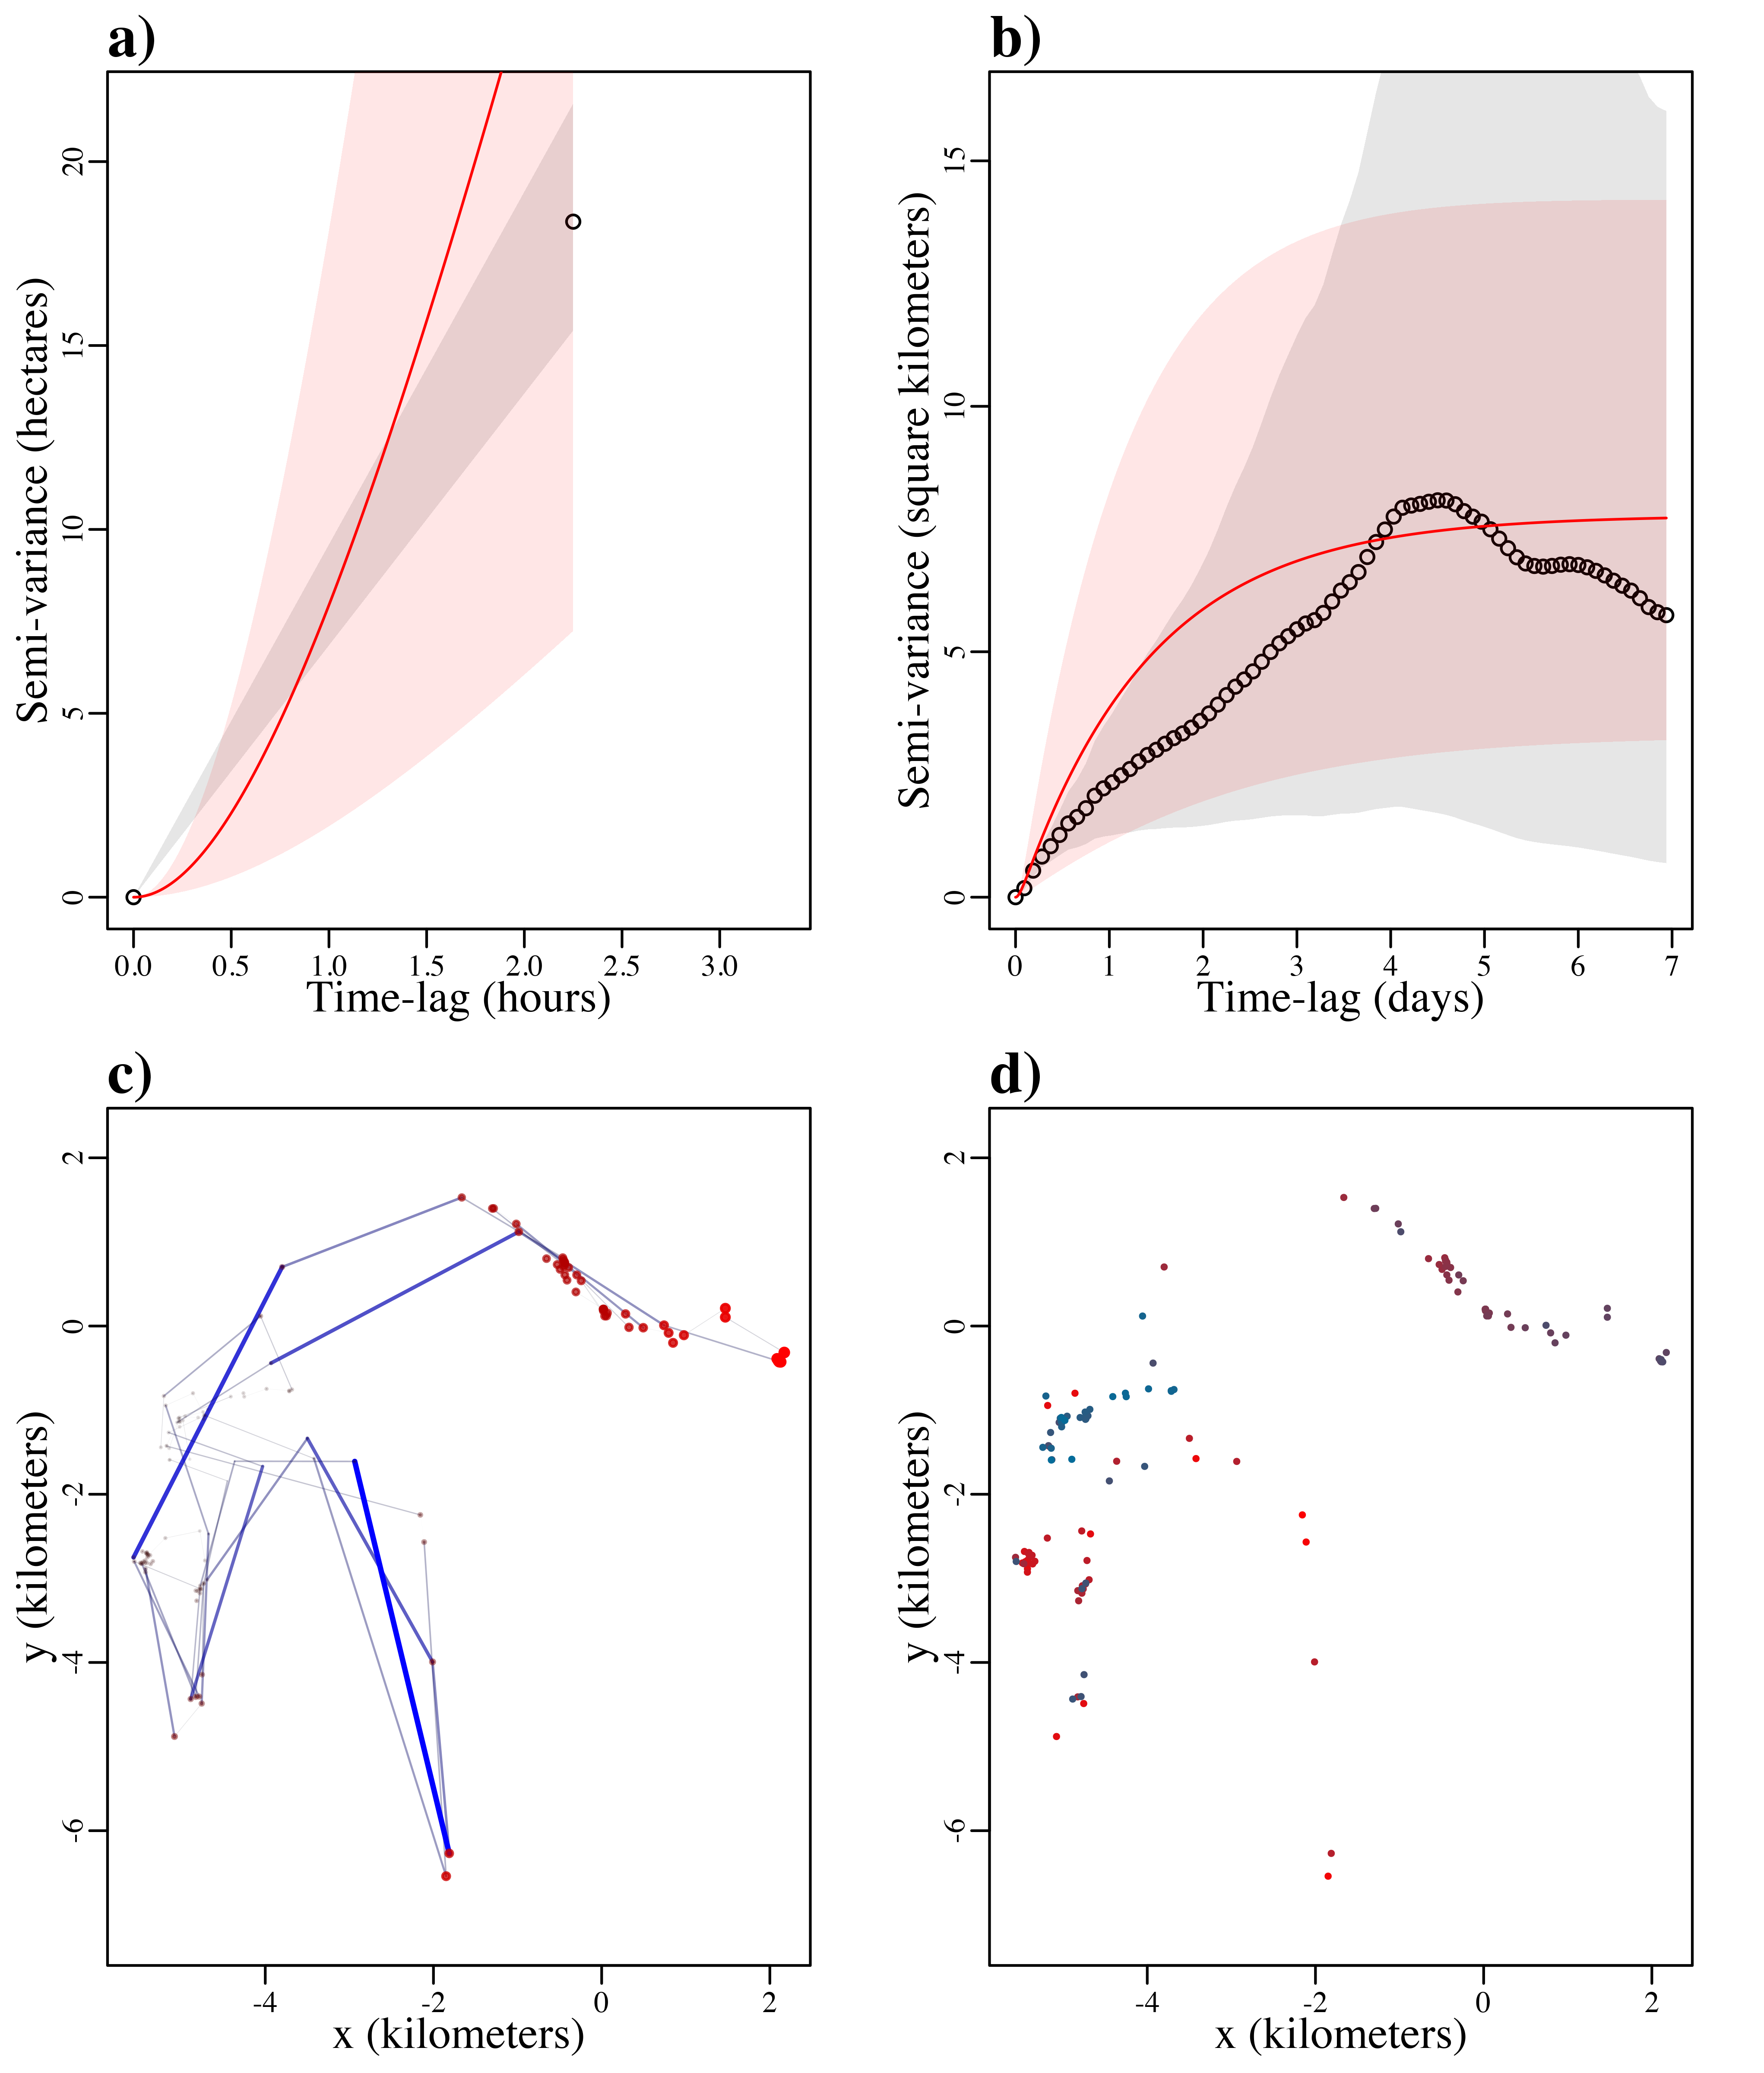 a)
Semi-variance (hectares)
20
15
10
5
0
0.0 0.5 1.0 1.5 2.0 2.5 3.0
Time-lag (hours)
b)
Semi-variance (square kilometers)
15
10
5
0
0 1 2 3 4 5 6 7
Time-lag (days)
c)
y (kilometers)
2
0
-2
-4
-6
-4 -2 0 2
x (kilometers)
d)
y (kilometers)
2
0
-2
-4
-6
-4 -2 0 2
x (kilometers)